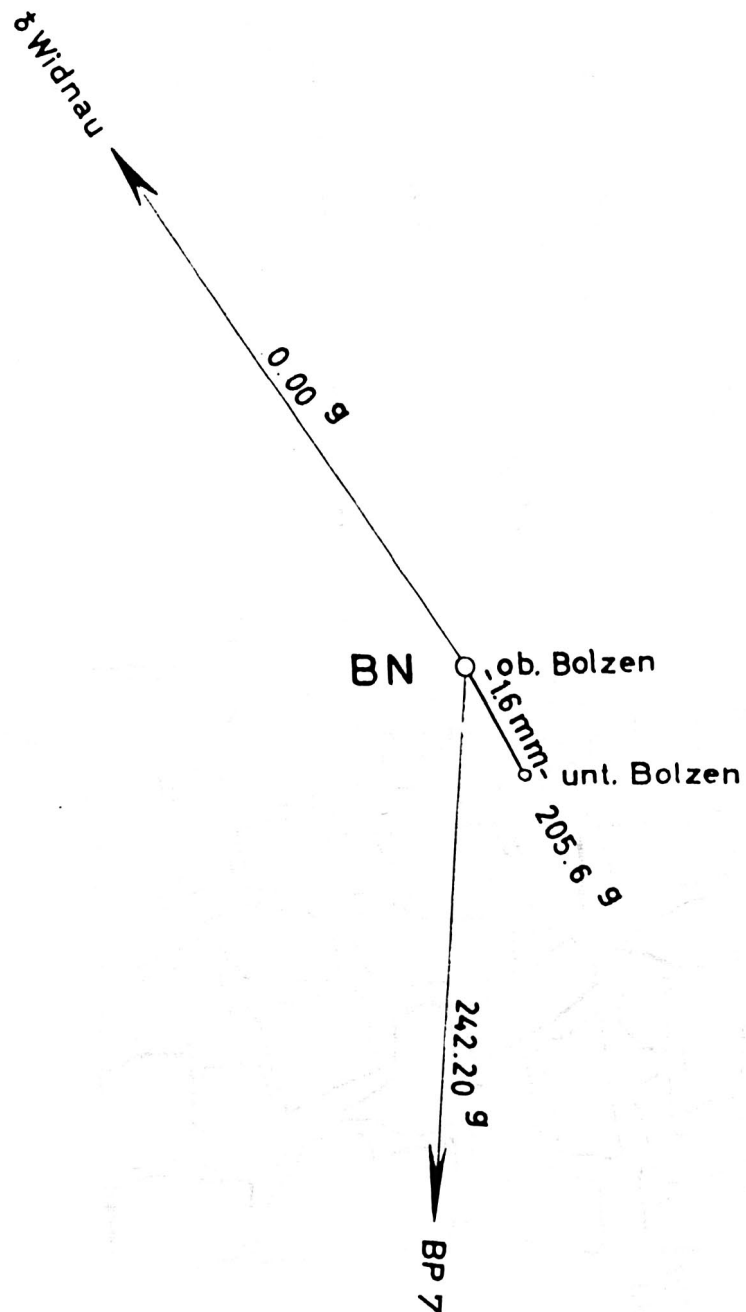 ♁ Widnau
0.00 g
BN
ob. Bolzen
-1.6 mm-
unt. Bolzen
205.6 g
242.20 g
BP 7